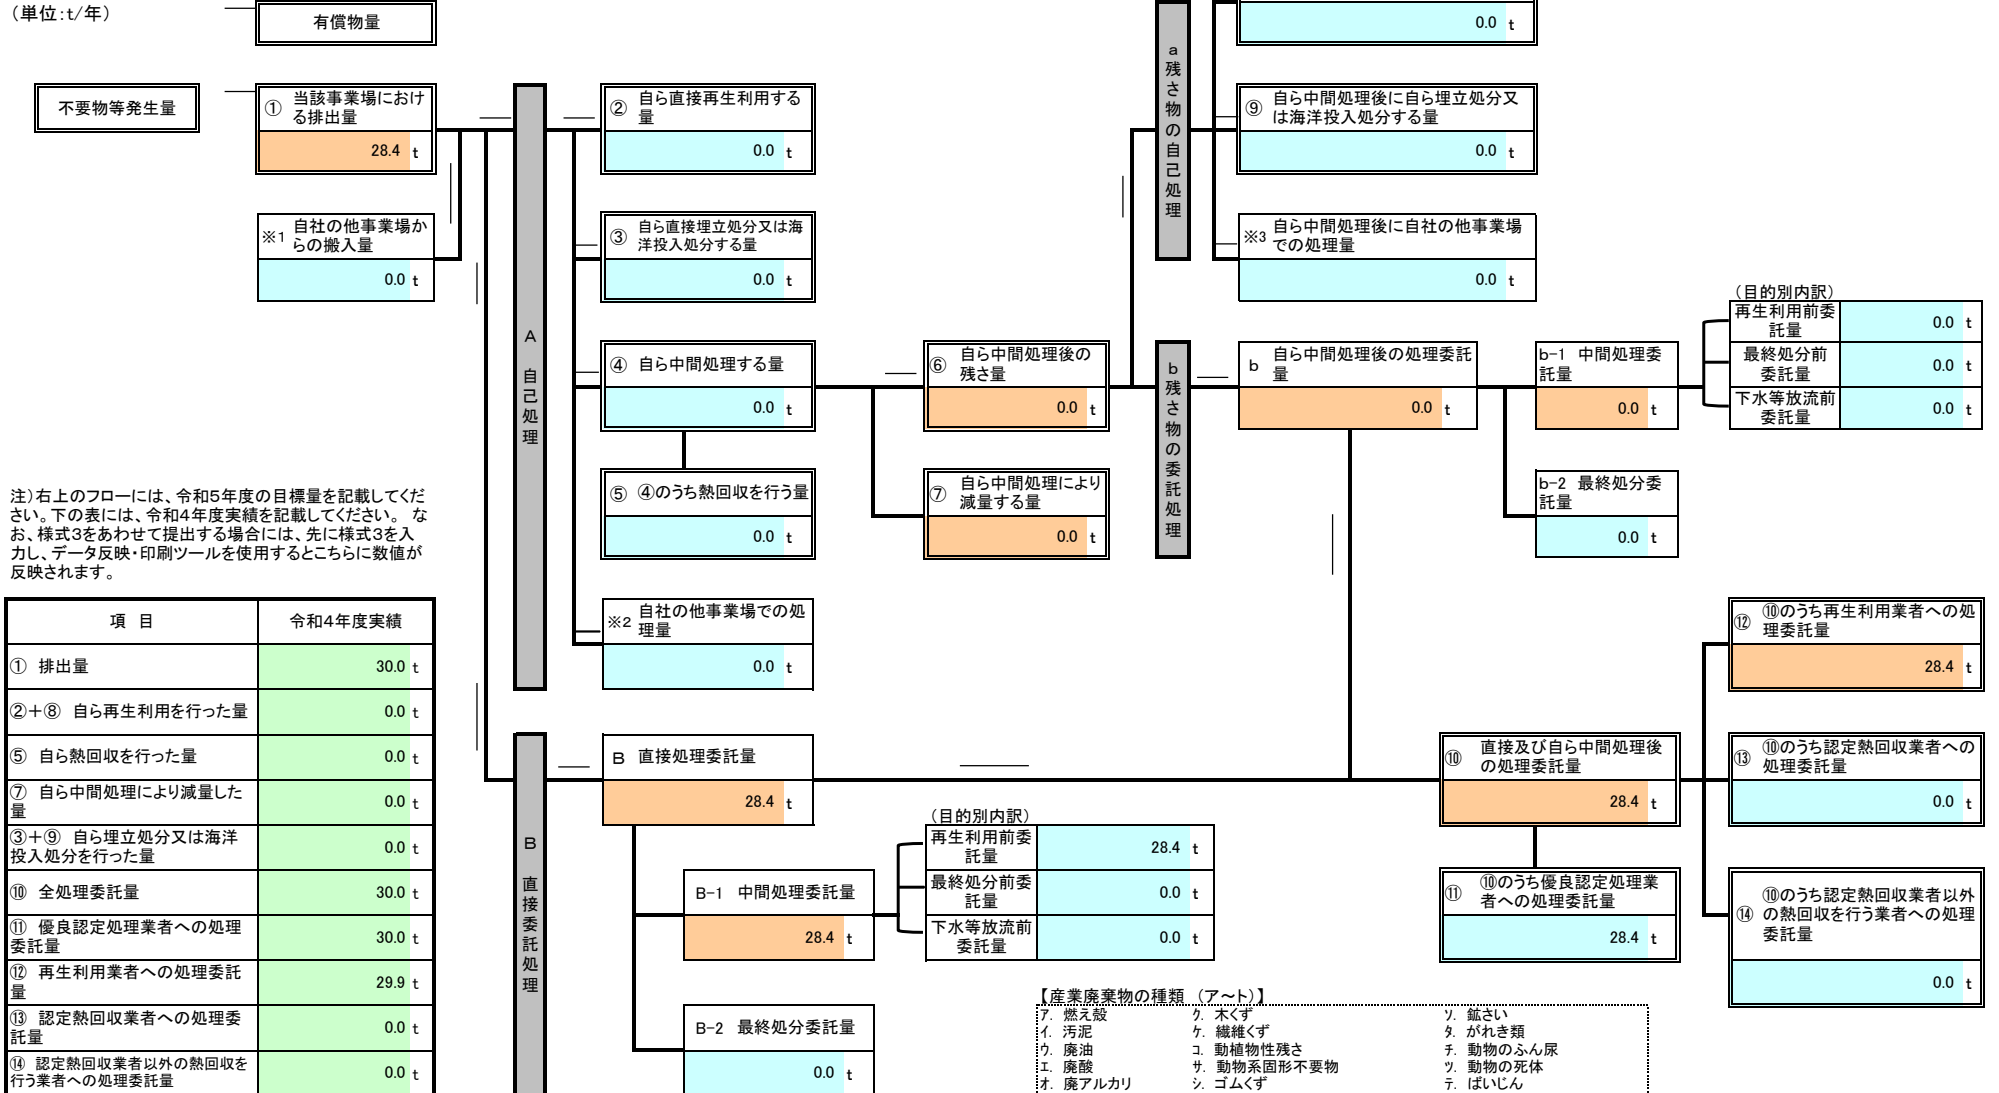 （単位:t/年）
有償物量
0.0 t
不要物等発生量
① 当該事業場におけ
る排出量
28.4 t
※1 自社の他事業場か
らの搬入量
0.0 t
A 自己処理
② 自ら直接再生利用する
量
0.0 t
③ 自ら直接埋立処分又は海
洋投入処分する量
0.0 t
④ 自ら中間処理する量
0.0 t
⑤ ④のうち熱回収を行う量
0.0 t
※2 自社の他事業場での処
理量
0.0 t
⑥ 自ら中間処理後の
残さ量
0.0 t
⑦ 自ら中間処理により
減量する量
0.0 t
a 残さ物の自己処理
⑨ 自ら中間処理後に自ら埋立処分又
は海洋投入処分する量
0.0 t
※3 自ら中間処理後に自社の他事業場
での処理量
0.0 t
b 残さ物の委託処理
b 自ら中間処理後の処理委託
量
0.0 t
b-1 中間処理委
託量
0.0 t
b-2 最終処分委
託量
0.0 t
（目的別内訳）
再生利用前委
託量
0.0 t
最終処分前
委託量
0.0 t
下水等放流前
委託量
0.0 t
注）右上のフローには、令和5年度の目標量を記載してくだ
さい。下の表には、令和4年度実績を記載してください。 な
お、様式3をあわせて提出する場合には、先に様式3を入
力し、データ反映・印刷ツールを使用するとこちらに数値が
反映されます。
項 目 令和4年度実績
① 排出量 30.0 t
②＋⑧ 自ら再生利用を行った量 0.0 t
⑤ 自ら熱回収を行った量 0.0 t
⑦ 自ら中間処理により減量した
量 0.0 t
③＋⑨ 自ら埋立処分又は海洋
投入処分を行った量 0.0 t
⑩ 全処理委託量 30.0 t
⑪ 優良認定処理業者への処理
委託量 30.0 t
⑫ 再生利用業者への処理委託
量 29.9 t
⑬ 認定熱回収業者への処理委
託量 0.0 t
⑭ 認定熱回収業者以外の熱回収を
行う業者への処理委託量 0.0 t
B 直接委託処理
B 直接処理委託量
28.4 t
B-1 中間処理委託量
28.4 t
B-2 最終処分委託量
0.0 t
（目的別内訳）
再生利用前委
託量
28.4 t
最終処分前委
託量
0.0 t
下水等放流前
委託量
0.0 t
⑩ 直接及び自ら中間処理後
の処理委託量
28.4 t
⑪ ⑩のうち優良認定処理業
者への処理委託量
28.4 t
⑫ ⑩のうち再生利用業者への処
理委託量
28.4 t
⑬ ⑩のうち認定熱回収業者への
処理委託量
0.0 t
⑭ ⑩のうち認定熱回収業者以外
の熱回収を行う業者への処理
委託量
0.0 t
【産業廃棄物の種類 （ア～ト）】
ア. 燃え殻 ク. 木くず ソ. 鉱さい
イ. 汚泥 ケ. 繊維くず タ. がれき類
ウ. 廃油 コ. 動植物性残さ チ. 動物のふん尿
エ. 廃酸 サ. 動物系固形不要物 ツ. 動物の死体
オ. 廃アルカリ シ. ゴムくず テ. ばいじん